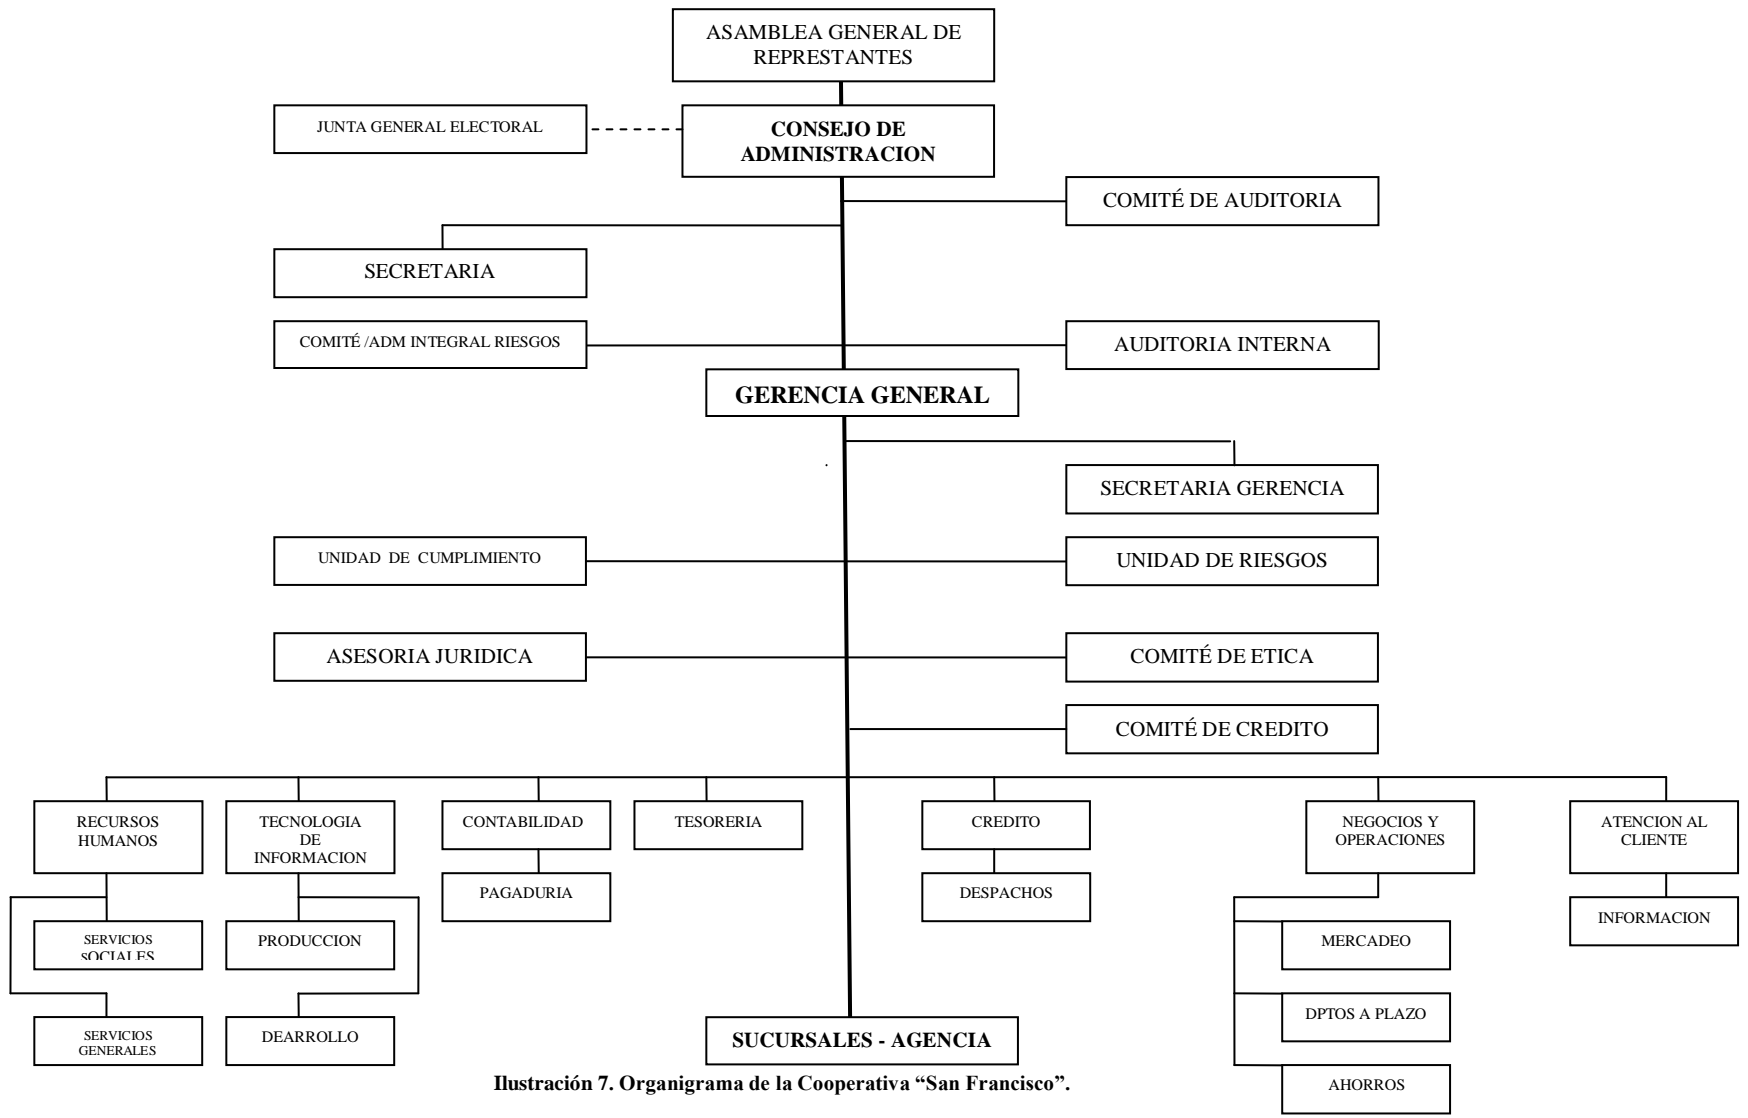 ASAMBLEA GENERAL DE
REPRESTANTES
JUNTA GENERAL ELECTORAL
CONSEJO DE
ADMINISTRACION
COMITÉ DE AUDITORIA
SECRETARIA
COMITÉ /ADM INTEGRAL RIESGOS
AUDITORIA INTERNA
GERENCIA GENERAL
.
SECRETARIA GERENCIA
UNIDAD DE CUMPLIMIENTO
UNIDAD DE RIESGOS
ASESORIA JURIDICA
COMITÉ DE ETICA
COMITÉ DE CREDITO
RECURSOS
HUMANOS
TECNOLOGIA
DE
INFORMACION
CONTABILIDAD
TESORERIA
CREDITO
NEGOCIOS Y
OPERACIONES
ATENCION AL
CLIENTE
PAGADURIA
DESPACHOS
INFORMACION
SERVICIOS
sOCIALES
PRODUCCION
MERCADEO
SERVICIOS
GENERALES
DEARROLLO
SUCURSALES - AGENCIA
DPTOS A PLAZO
AHORROS
Ilustración 7. Organigrama de la Cooperativa “San Francisco”.